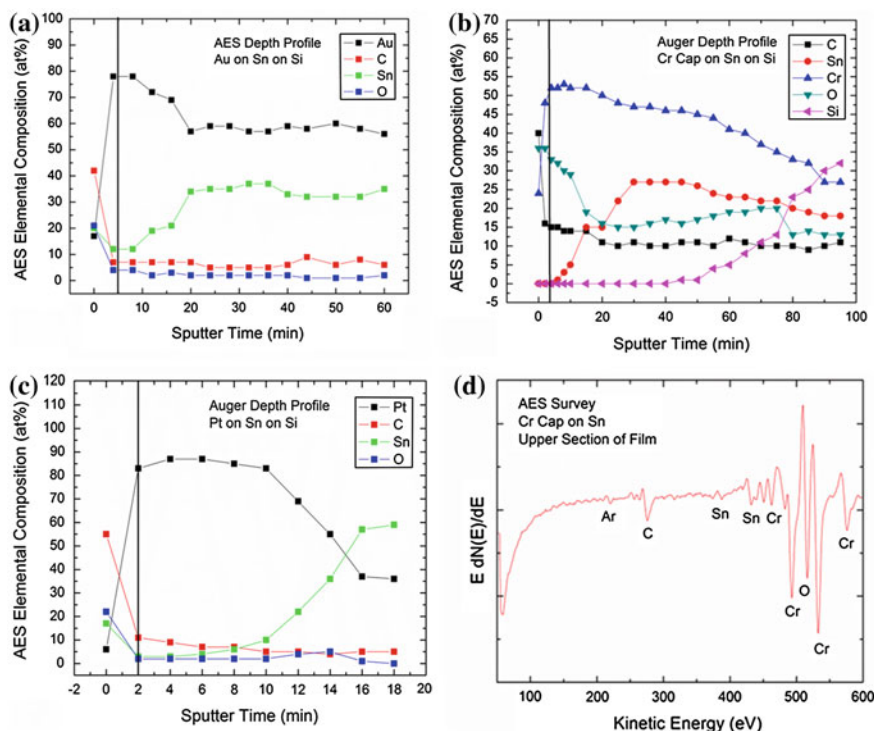 (a)
AES Elemental Composition (at%)
100
90
80
70
60
50
40
30
20
10
0
AES Depth Profile
Au on Sn on Si
Au
C
Sn
O
0 10 20 30 40 50 60
Sputter Time (min)
(b)
AES Elemental Composition (at%)
70
65
60
55
50
45
40
35
30
25
20
15
10
5
0
-5
Auger Depth Profile
Cr Cap on Sn on Si
C
Sn
Cr
O
Si
0 20 40 60 80 100
Sputter Time (min)
(c)
AES Elemental Composition (at%)
120
110
100
90
80
70
60
50
40
30
20
10
0
Auger Depth Profile
Pt on Sn on Si
Pt
C
Sn
O
-2 0 2 4 6 8 10 12 14 16 18 20
Sputter Time (min)
(d)
E dN(E)/dE
AES Survey
Cr Cap on Sn
Upper Section of Film
Ar
C
Sn
Sn
Cr
Cr
O
Cr
Cr
100 200 300 400 500 600
Kinetic Energy (eV)